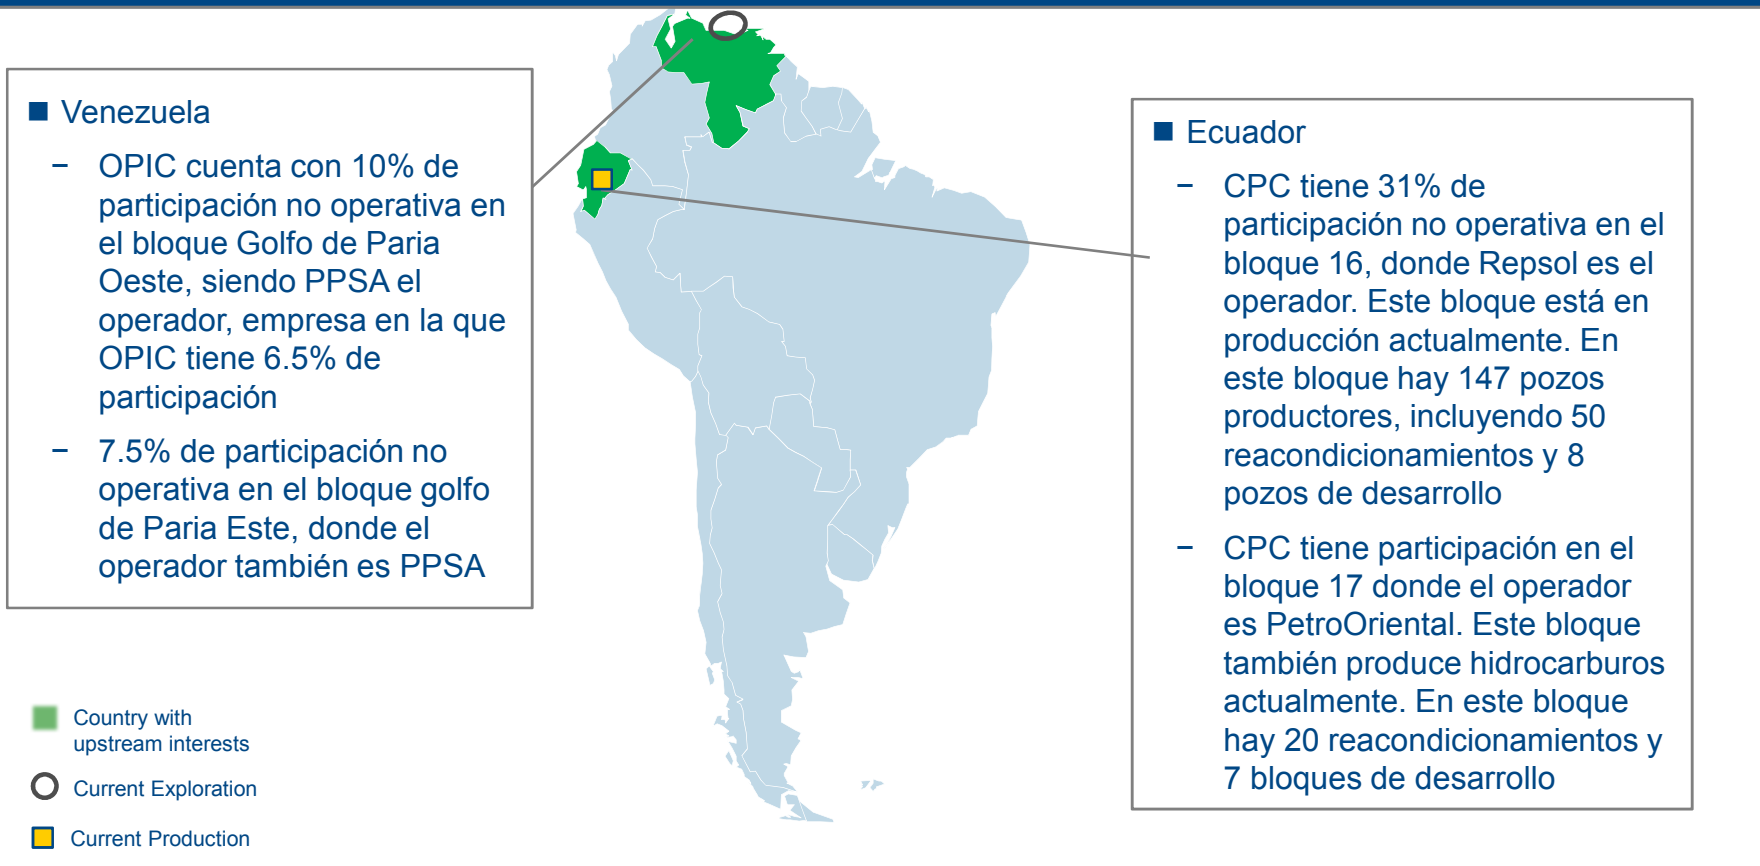 Venezuela
− OPIC cuenta con 10% de
participación no operativa en
el bloque Golfo de Paria
Oeste, siendo PPSA el
operador, empresa en la que
OPIC tiene 6.5% de
participación
− 7.5% de participación no
operativa en el bloque golfo
de Paria Este, donde el
operador también es PPSA
Ecuador
− CPC tiene 31% de
participación no operativa en el
bloque 16, donde Repsol es el
operador. Este bloque está en
producción actualmente. En
este bloque hay 147 pozos
productores, incluyendo 50
reacondicionamientos y 8
pozos de desarrollo
− CPC tiene participación en el
bloque 17 donde el operador
es PetroOriental. Este bloque
también produce hidrocarburos
actualmente. En este bloque
hay 20 reacondicionamientos y
7 bloques de desarrollo
Country with
upstream interests
Current Exploration
Current Production